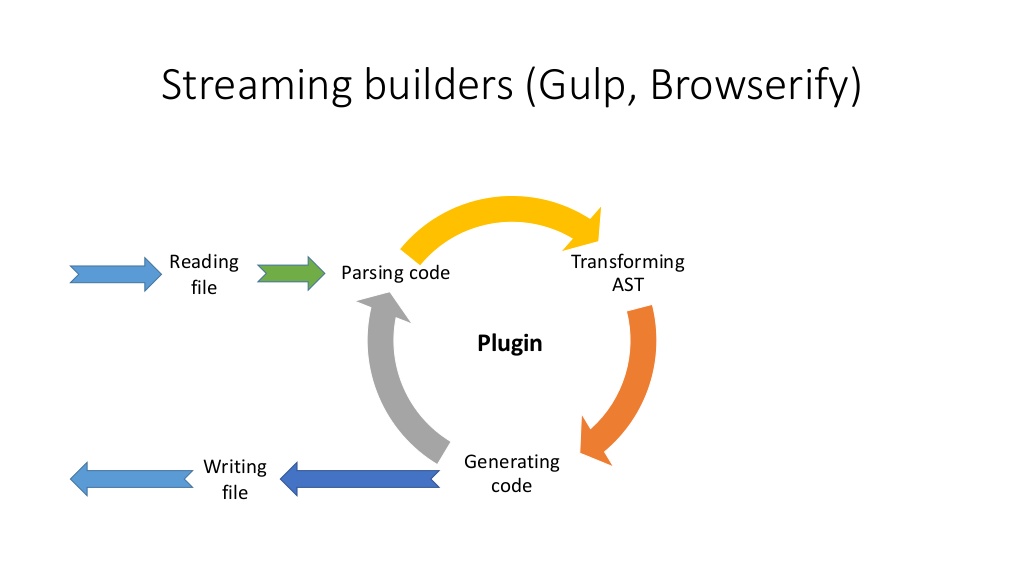 Streaming builders (Gulp, Browserify)
Reading
file
Parsing code
Transforming
AST
Plugin
Generating
code
Writing
file